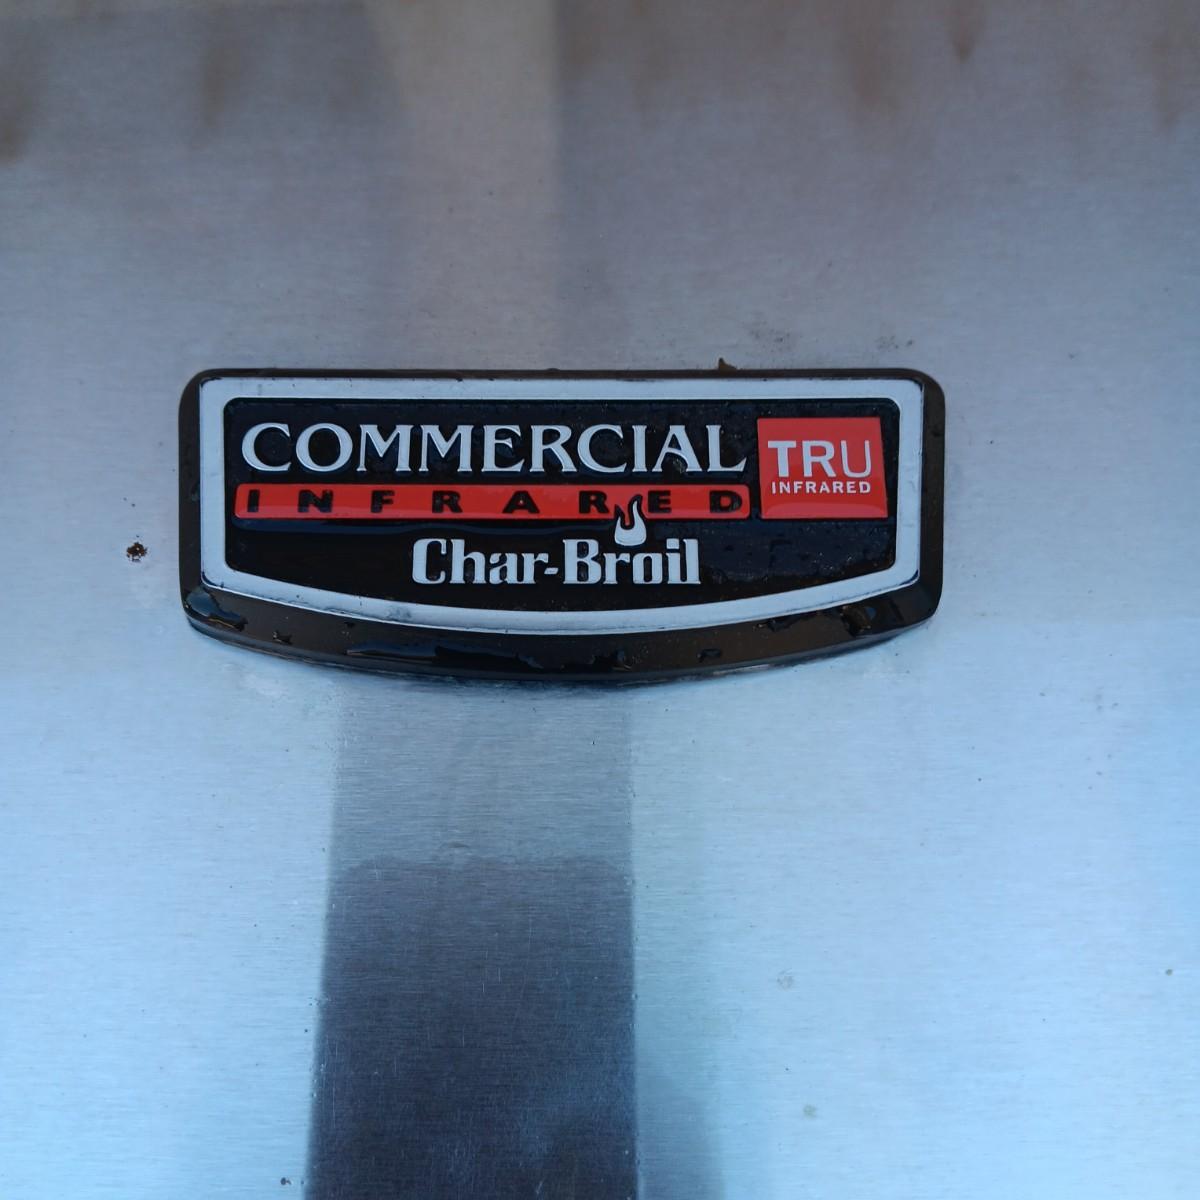 COMMERCIAL
INFRARED
TRU
INFRARED
Char-Broil